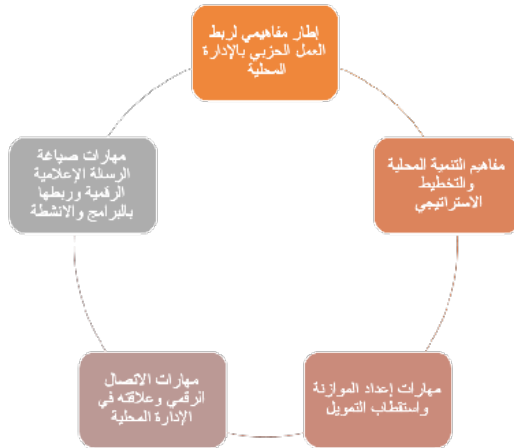 إطار مفاهيمي لربط
العمل الحزبي بالإدارة
المحلية
مفاهيم التنمية المحلية
والتخطيط
الاستراتيجي
مهارات إعداد الموازنة
واستقطاب التمويل
مهارات الاتصال
الرقمي وعلاقته في
الإدارة المحلية
مهارات صياغة
الرسالة الإعلامية
الرقمية وربطها
بالبرامج والانشطة